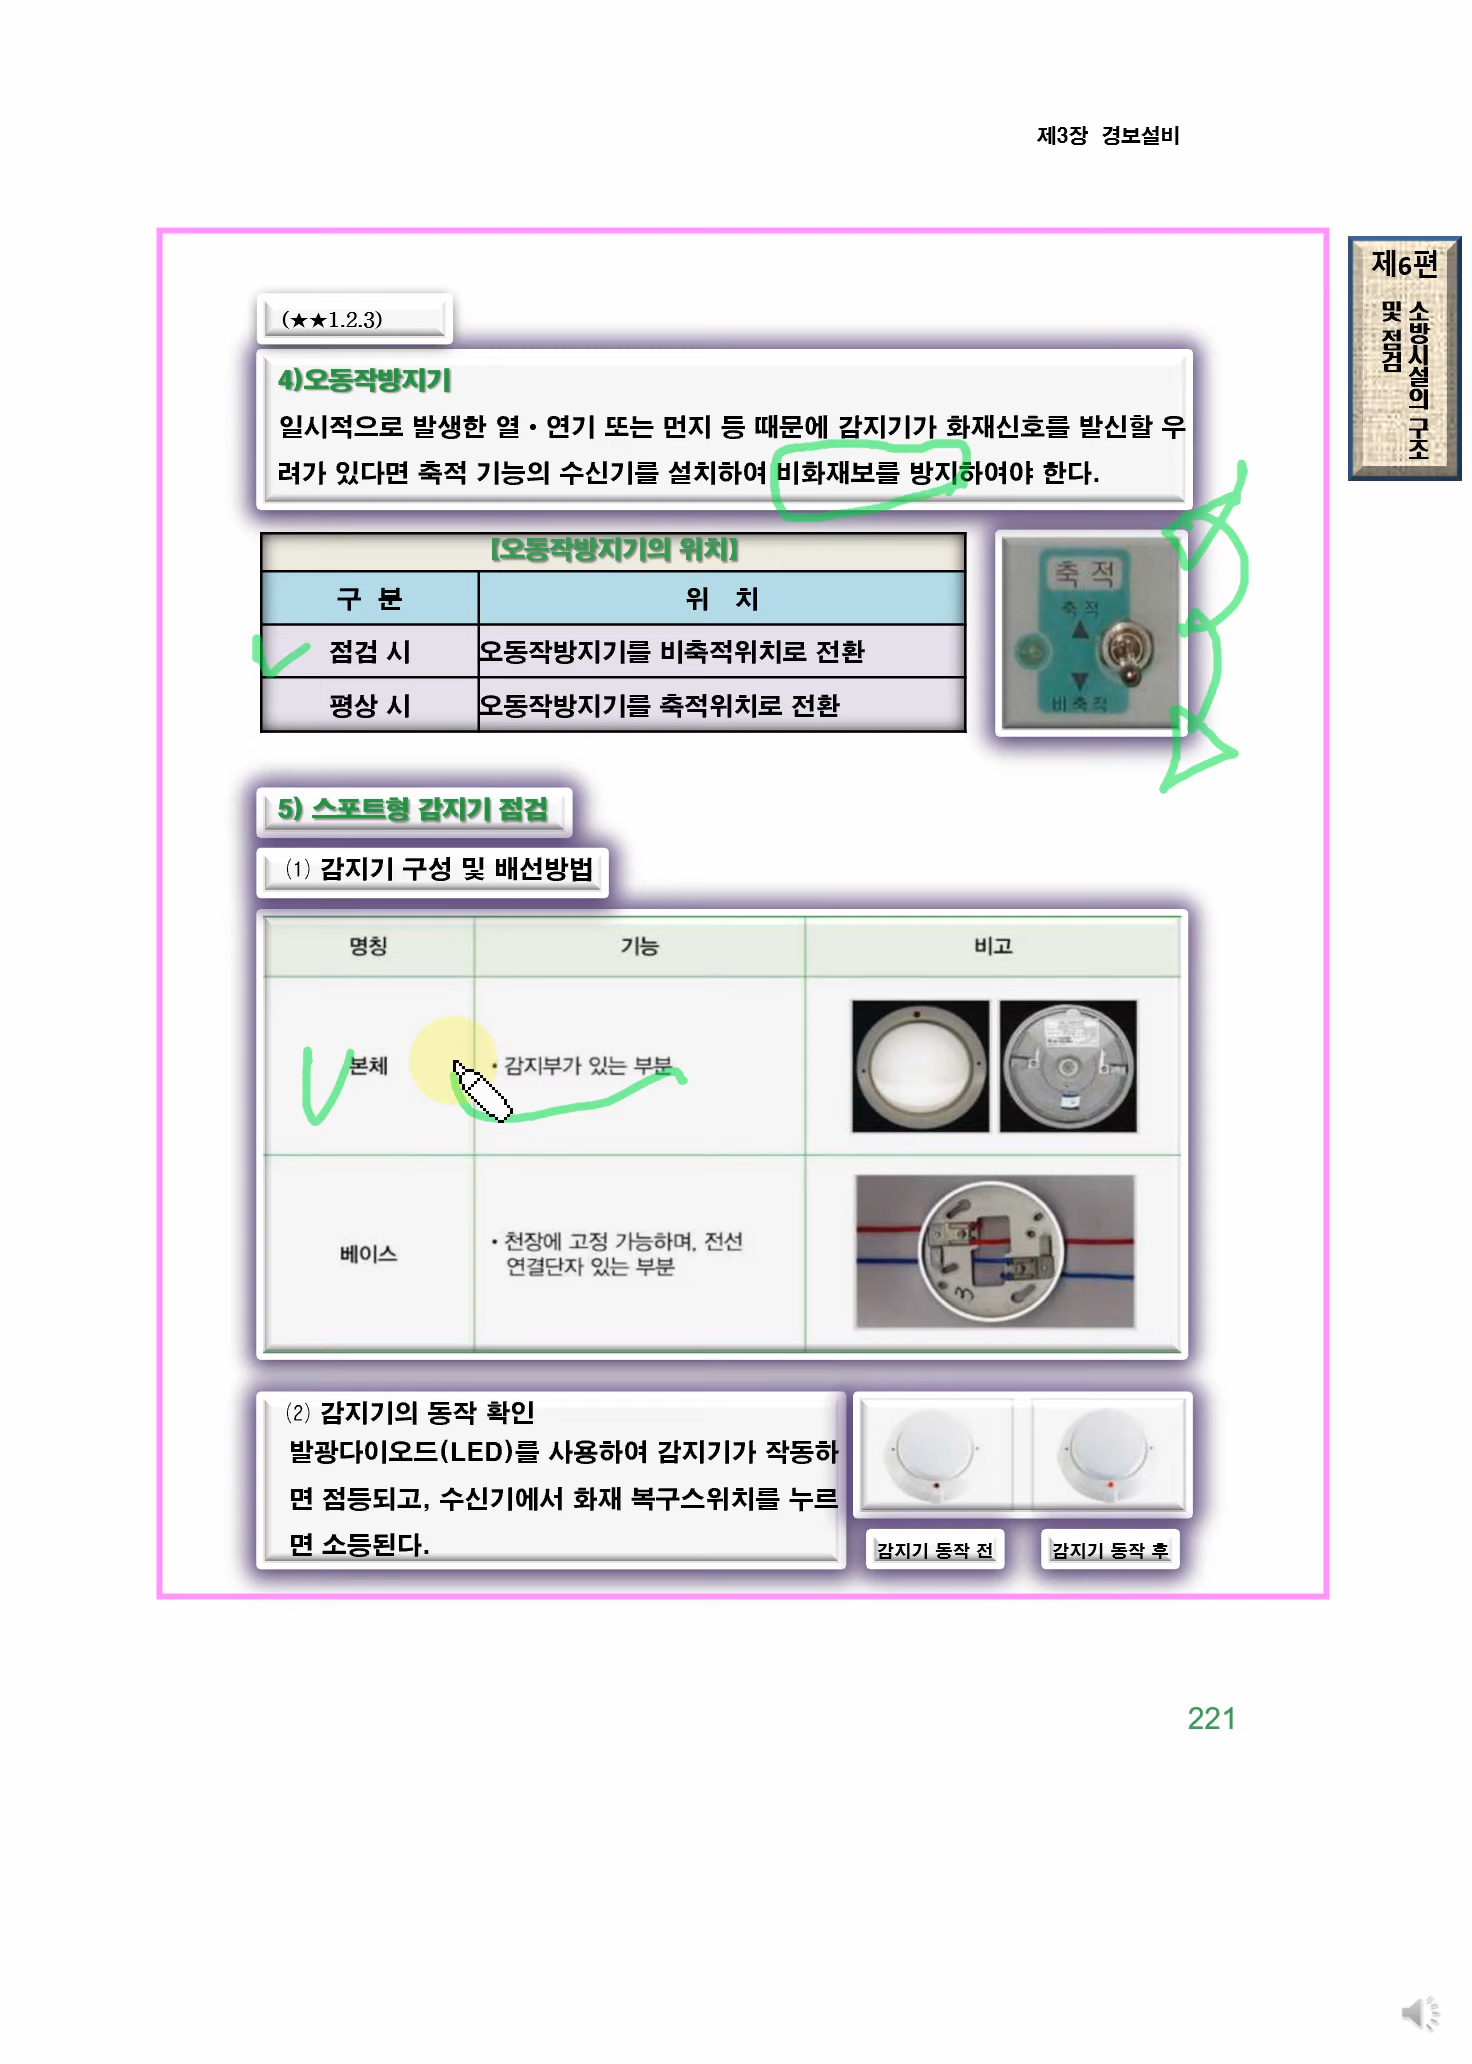 제3장 경보설비
제6편
소방시설의 구조
및 점검
(★★1.2.3)
4)오동작방지기
일시적으로 발생한 열·연기 또는 먼지 등 때문에 감지기가 화재신호를 발신할 우
려가 있다면 축적 기능의 수신기를 설치하여 비화재보를 방지하여야 한다.
[오동작방지기의 위치]
구 분 위 치
점검 시 오동작방지기를 비축적위치로 전환
평상 시 오동작방지기를 축적위치로 전환
축 적
축 적
▲
▼
비 축 적
5) 스포트형 감지기 점검
(1) 감지기 구성 및 배선방법
명칭 기능 비고
본체 • 감지부가 있는 부분
베이스 • 천장에 고정 가능하며, 전선
연결단자 있는 부분
3
(2) 감지기의 동작 확인
발광다이오드(LED)를 사용하여 감지기가 작동하
면 점등되고, 수신기에서 화재 복구스위치를 누르
면 소등된다.
감지기 동작 전 감지기 동작 후
221